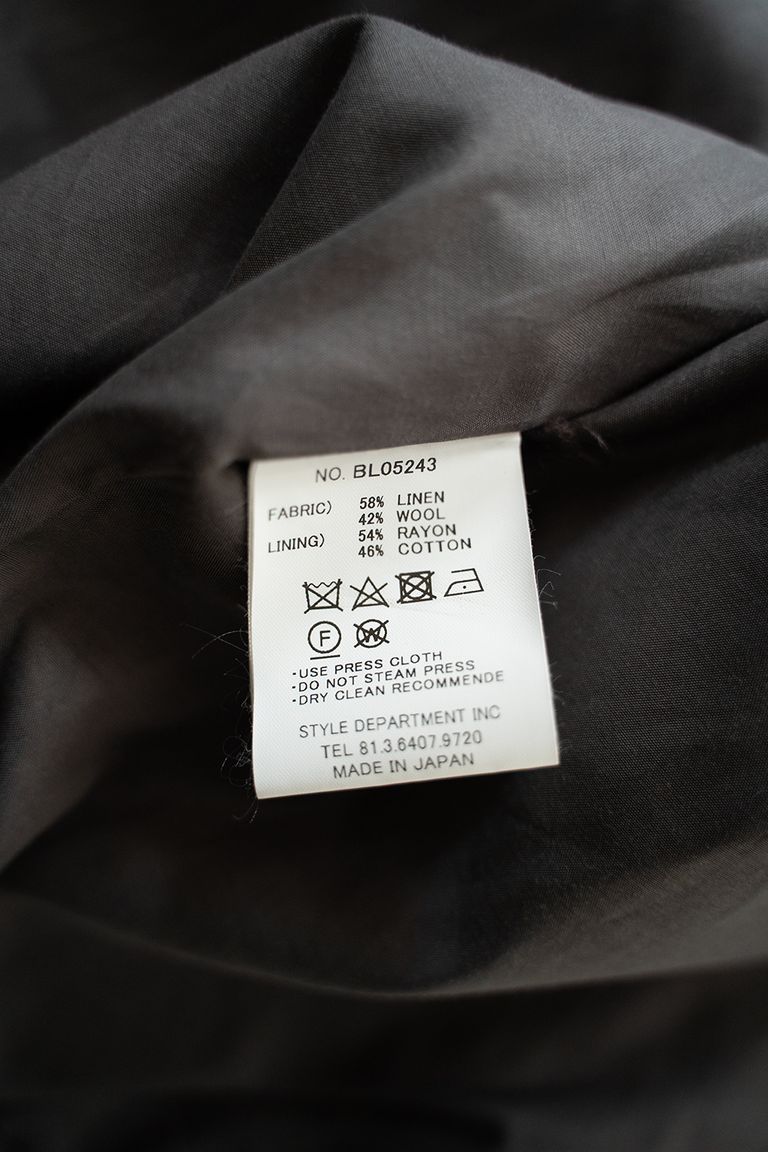 NO. BL05243
FABRIC) 58% LINEN
42% WOOL
LINING) 54% RAYON
46% COTTON
F W
-USE PRESS CLOTH
-DO NOT STEAM PRESS
-DRY CLEAN RECOMMENDE
STYLE DEPARTMENT INC
TEL 81.3.6407.9720
MADE IN JAPAN